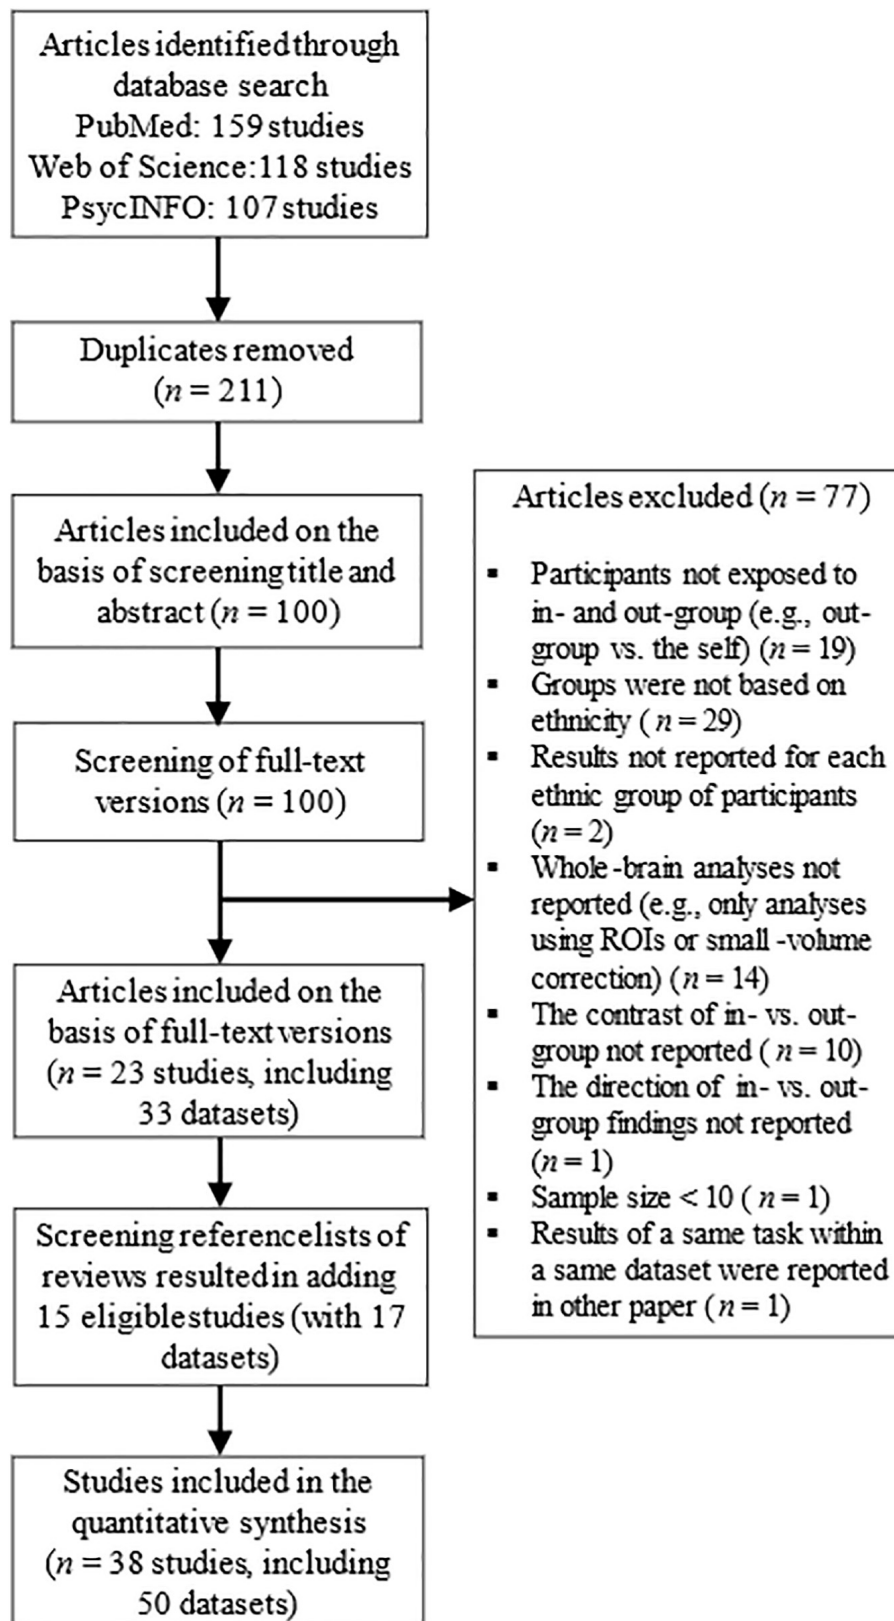 Articles identified through
database search
PubMed: 159 studies
Web of Science:118 studies
PsycINFO: 107 studies
Duplicates removed
(n = 211)
Articles included on the
basis of screening title and
abstract (n = 100)
Screening of full-text
versions (n = 100)
Articles excluded (n = 77)
▪ Participants not exposed to
in- and out-group (e.g., out-
group vs. the self) (n = 19)
▪ Groups were not based on
ethnicity (n = 29)
▪ Results not reported for each
ethnic group of participants
(n = 2)
▪ Whole-brain analyses not
reported (e.g., only analyses
using ROIs or small-volume
correction) (n = 14)
▪ The contrast of in- vs. out-
group not reported (n = 10)
▪ The direction of in- vs. out-
group findings not reported
(n = 1)
▪ Sample size < 10 (n = 1)
▪ Results of a same task within
a same dataset were reported
in other paper (n = 1)
Articles included on the
basis of full-text versions
(n = 23 studies, including
33 datasets)
Screening reference lists of
reviews resulted in adding
15 eligible studies (with 17
datasets)
Studies included in the
quantitative synthesis
(n = 38 studies, including
50 datasets)